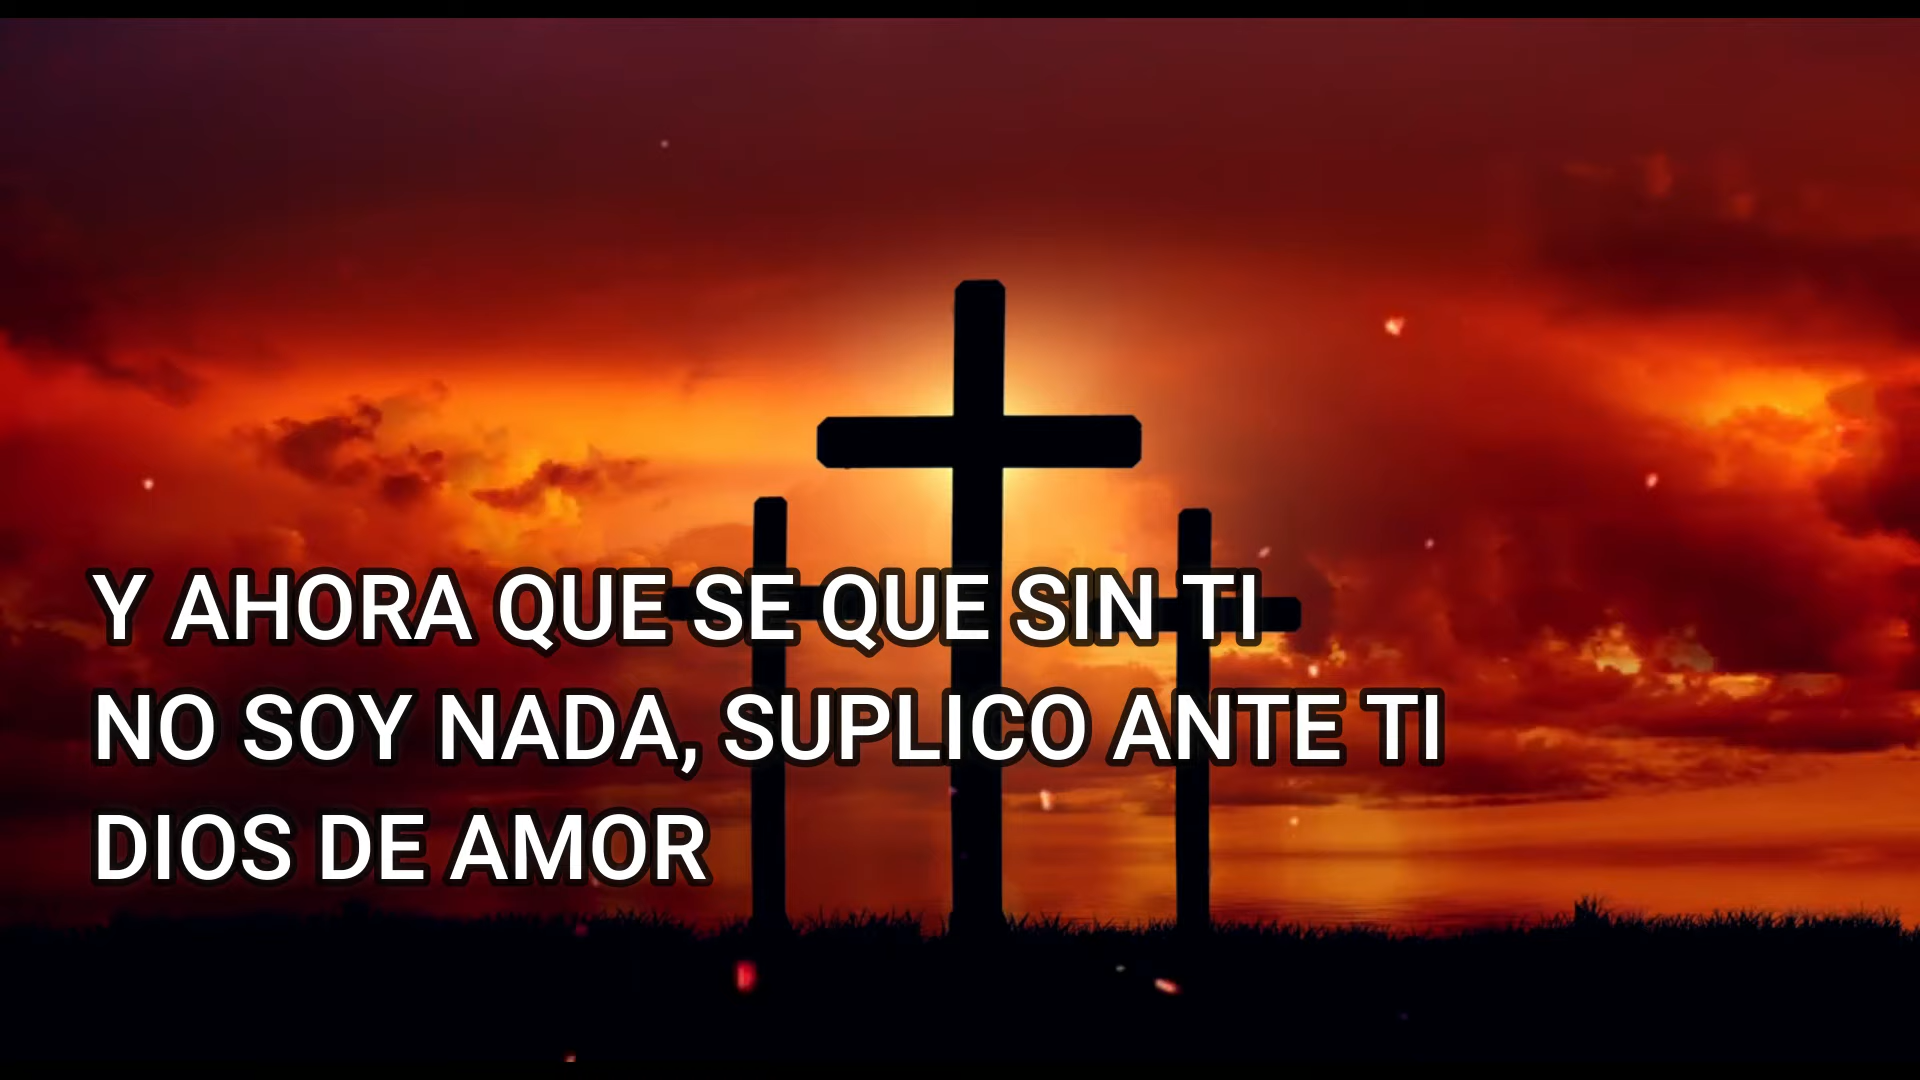 Y AHORA QUE SE QUE SIN TI
NO SOY NADA, SUPLICO ANTE TI
DIOS DE AMOR